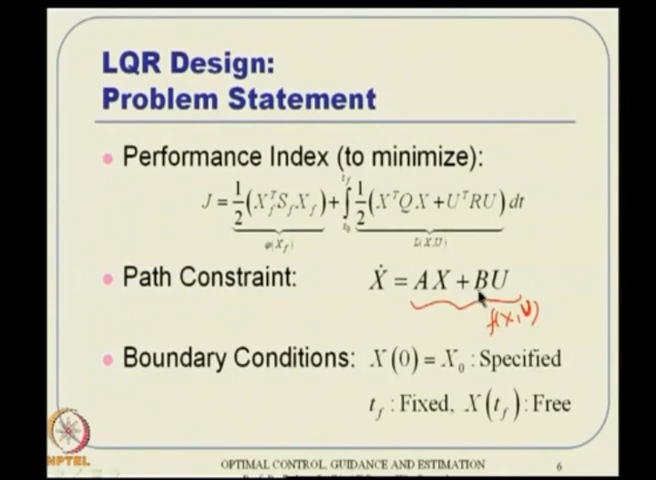 LQR Design:
Problem Statement
• Performance Index (to minimize):
J = 1/2 (X_f^T S_f X_f) + ∫_{t_0}^{t_f} 1/2 (X^T Q X + U^T R U) dt
φ(X_f) L(X,U)
• Path Constraint: Ẋ = AX + BU
f(X,U)
• Boundary Conditions: X(0) = X_0 : Specified
t_f : Fixed, X(t_f) : Free
NPTEL
OPTIMAL CONTROL, GUIDANCE AND ESTIMATION 6